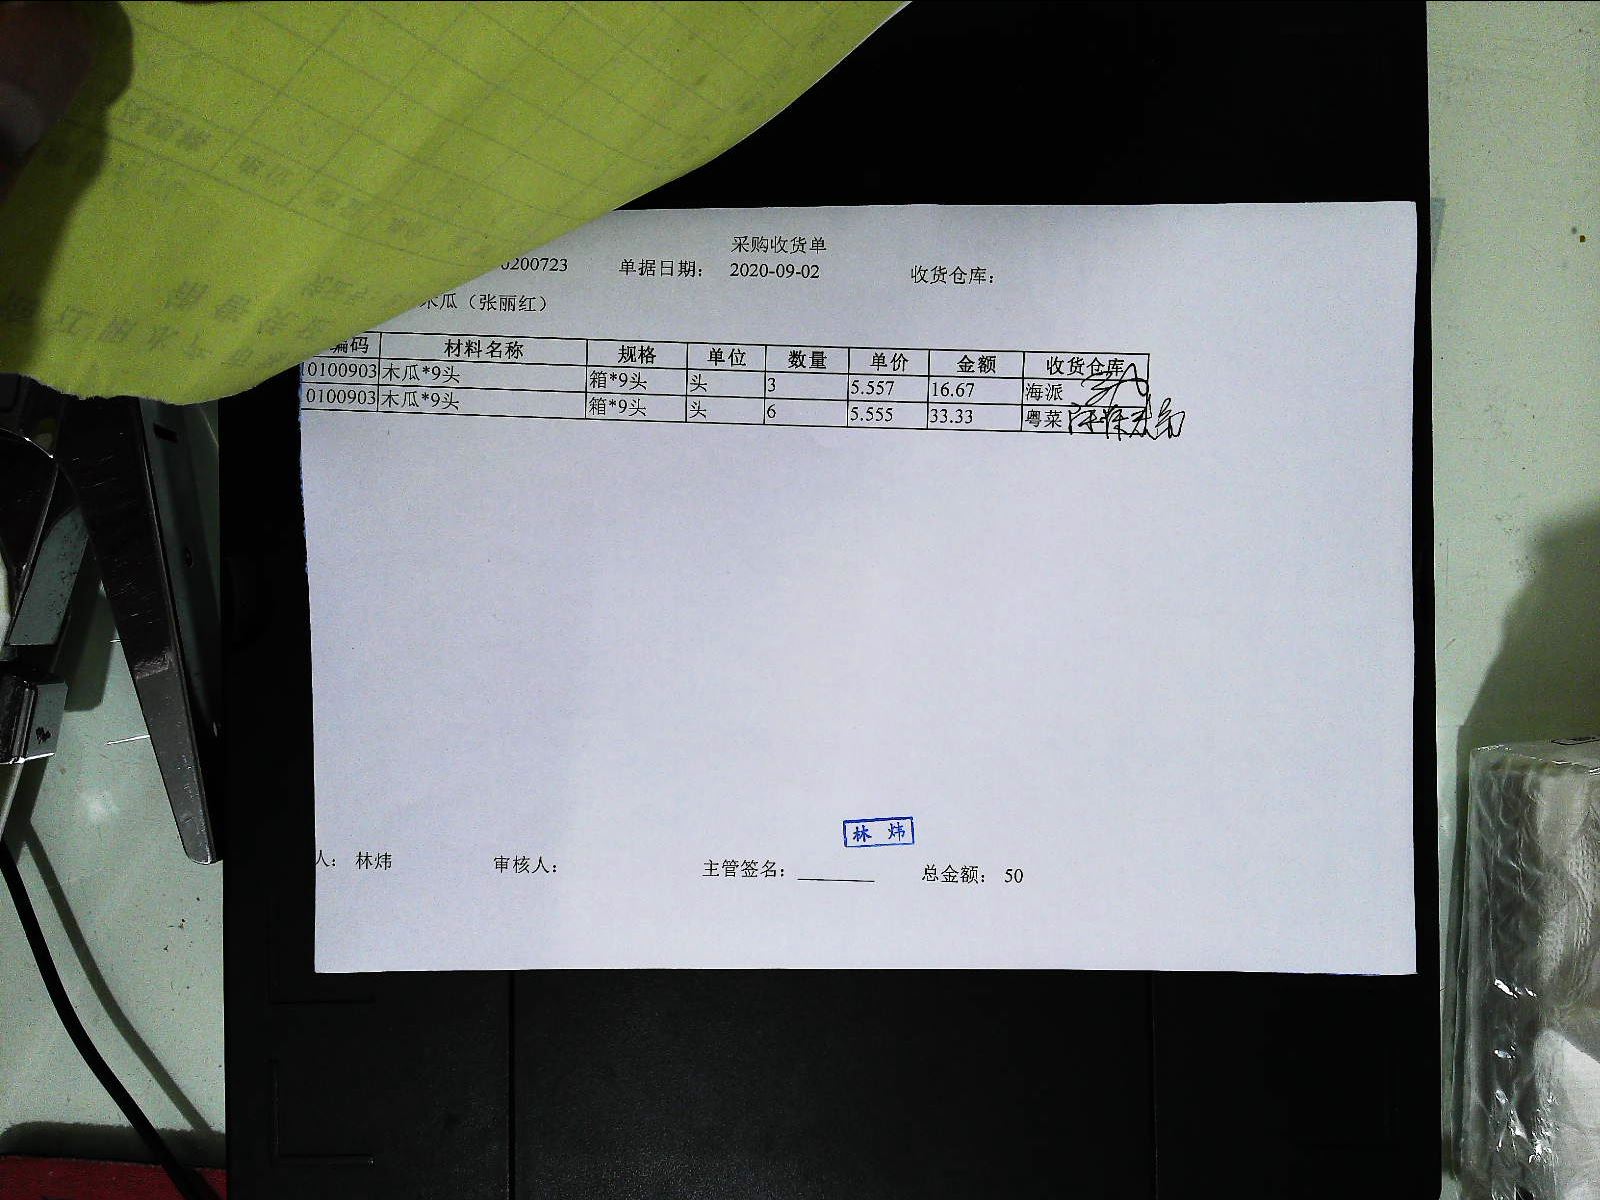 采购收货单
0200723 单据日期： 2020-09-02 收货仓库：
木瓜（张丽红）
编码 材料名称 规格 单位 数量 单价 金额 收货仓库
10100903 木瓜*9头 箱*9头 头 3 5.557 16.67 海派
0100903 木瓜*9头 箱*9头 头 6 5.555 33.33 粤菜
林 炜
人： 林炜 审核人： 主管签名： 总金额： 50